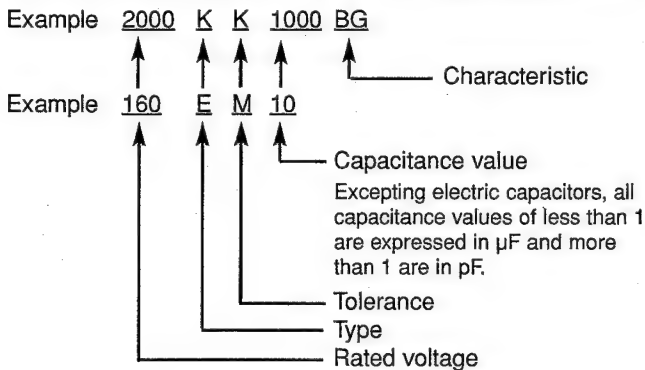 Example 2000 K K 1000 BG
Characteristic
Example 160 E M 10
Capacitance value
Excepting electric capacitors, all
capacitance values of less than 1
are expressed in µF and more
than 1 are in pF.
Tolerance
Type
Rated voltage